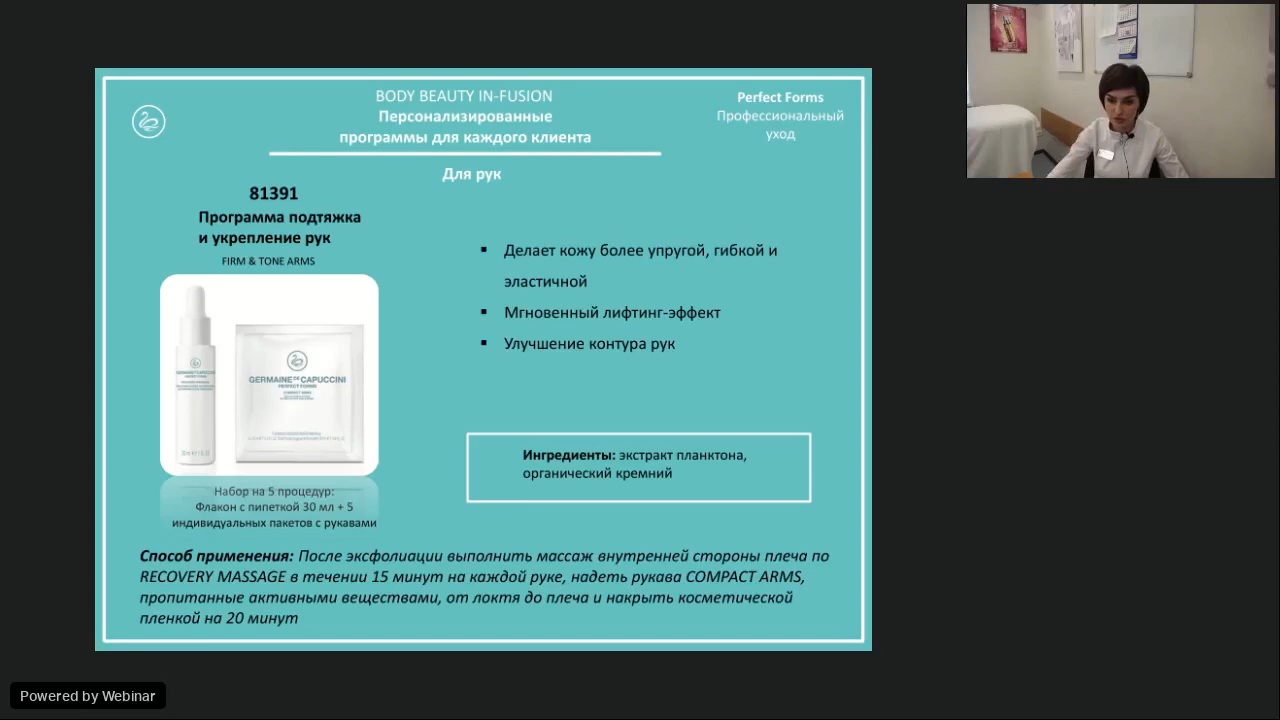 BODY BEAUTY IN-FUSION
Персонализированные
программы для каждого клиента
Perfect Forms
Профессиональный
уход
Для рук
81391
Программа подтяжка
и укрепление рук
FIRM & TONE ARMS
GERMAINE DE CAPUCCINI
PERFECT FORMS
▪ Делает кожу более упругой, гибкой и
эластичной
▪ Мгновенный лифтинг-эффект
▪ Улучшение контура рук
Ингредиенты: экстракт планктона,
органический кремний
Набор на 5 процедур:
Флакон с пипеткой 30 мл + 5
индивидуальных пакетов с рукавами
Способ применения: После эксфолиации выполнить массаж внутренней стороны плеча по
RECOVERY MASSAGE в течении 15 минут на каждой руке, надеть рукава COMPACT ARMS,
пропитанные активными веществами, от локтя до плеча и накрыть косметической
пленкой на 20 минут
Powered by Webinar